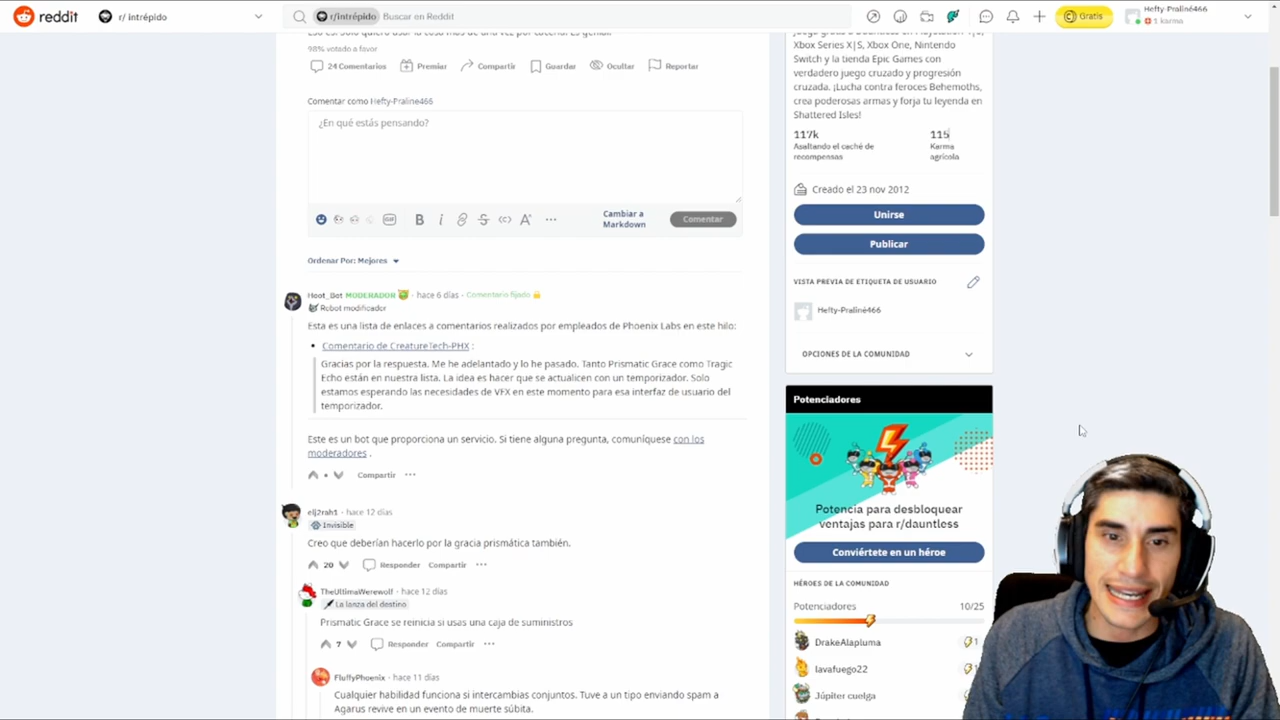 reddit
r/ intrépido
r/intrépido
Buscar en Reddit
Gratis
Hefty-Praline466
1 karma
98% votado a favor
24 Comentarios
Premiar
Compartir
Guardar
Ocultar
Reportar
Comentar como Hefty-Praline466
¿En qué estás pensando?
GIF
B
i
Cambiar a
Markdown
Comentar
Ordenar Por: Mejores
Hoot_Bot MODERADOR · hace 6 días · Comentario fijado
Robot modificador
Esta es una lista de enlaces a comentarios realizados por empleados de Phoenix Labs en este hilo:
• Comentario de CreatureTech-PHX :
Gracias por la respuesta. Me he adelantado y lo he pasado. Tanto Prismatic Grace como Tragic
Echo están en nuestra lista. La idea es hacer que se actualicen con un temporizador. Solo
estamos esperando las necesidades de VFX en este momento para esa interfaz de usuario del
temporizador.
Este es un bot que proporciona un servicio. Si tiene alguna pregunta, comuníquese con los
moderadores .
Compartir
elj2rah1 · hace 12 días
Invisible
Creo que deberían hacerlo por la gracia prismática también.
20
Responder
Compartir
TheUltimaWerewolf · hace 12 días
La lanza del destino
Prismatic Grace se reinicia si usas una caja de suministros
7
Responder
Compartir
FluffyPhoenix · hace 11 días
Cualquier habilidad funciona si intercambias conjuntos. Tuve a un tipo enviando spam a
Agarus revive en un evento de muerte súbita.
Xbox Series X|S, Xbox One, Nintendo
Switch y la tienda Epic Games con
verdadero juego cruzado y progresión
cruzada. ¡Lucha contra feroces Behemoths,
crea poderosas armas y forja tu leyenda en
Shattered Isles!
117k
Asaltando el caché de
recompensas
115
Karma
agrícola
Creado el 23 nov 2012
Unirse
Publicar
VISTA PREVIA DE ETIQUETA DE USUARIO
Hefty-Praline466
OPCIONES DE LA COMUNIDAD
Potenciadores
Potencia para desbloquear
ventajas para r/dauntless
Conviértete en un héroe
HÉROES DE LA COMUNIDAD
Potenciadores
10/25
DrakeAlapluma
1
lavafuego22
1
Júpiter cuelga